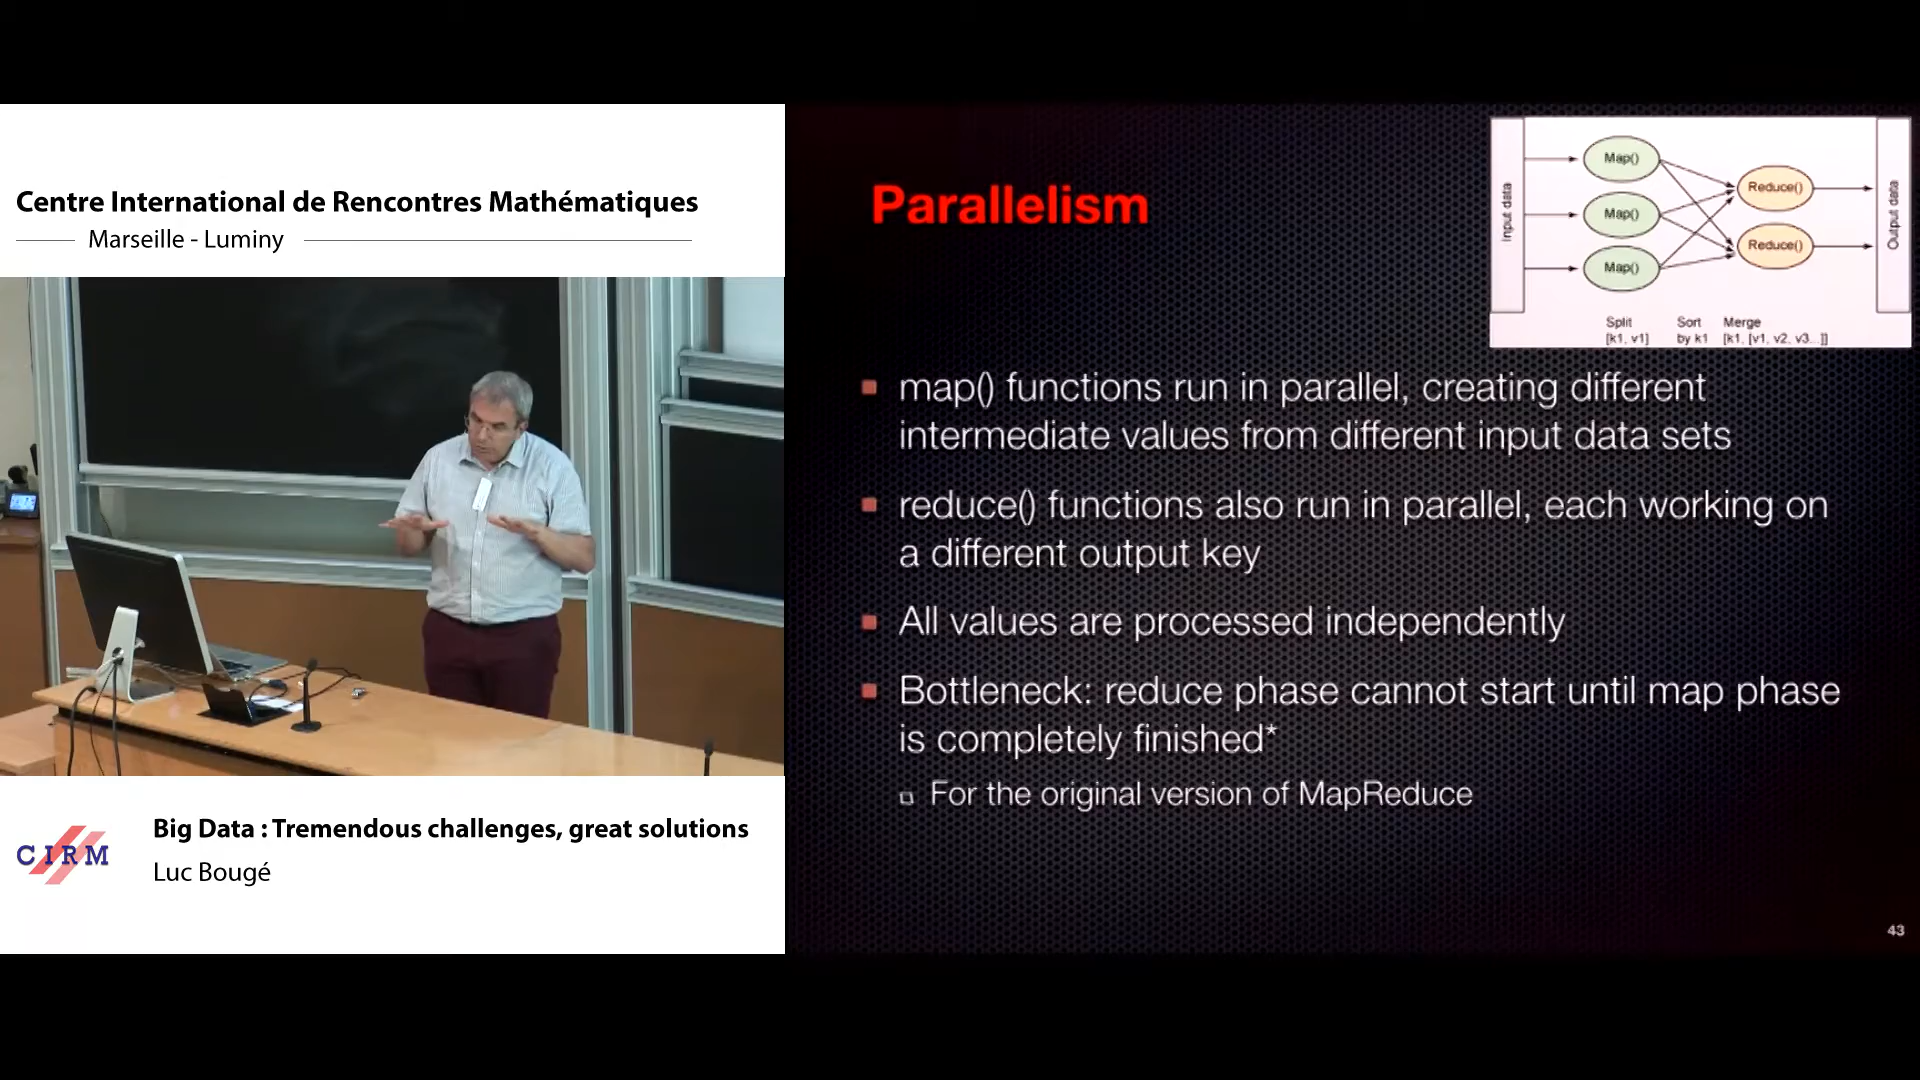 Centre International de Rencontres Mathématiques
Marseille - Luminy
Parallelism
Input data
Map()
Map()
Map()
Reduce()
Reduce()
Output data
Split
[k1, v1]
Sort
by k1
Merge
[k1, [v1, v2, v3...]]
map() functions run in parallel, creating different
intermediate values from different input data sets
reduce() functions also run in parallel, each working on
a different output key
All values are processed independently
Bottleneck: reduce phase cannot start until map phase
is completely finished*
For the original version of MapReduce
CIRM
Big Data : Tremendous challenges, great solutions
Luc Bougé
43